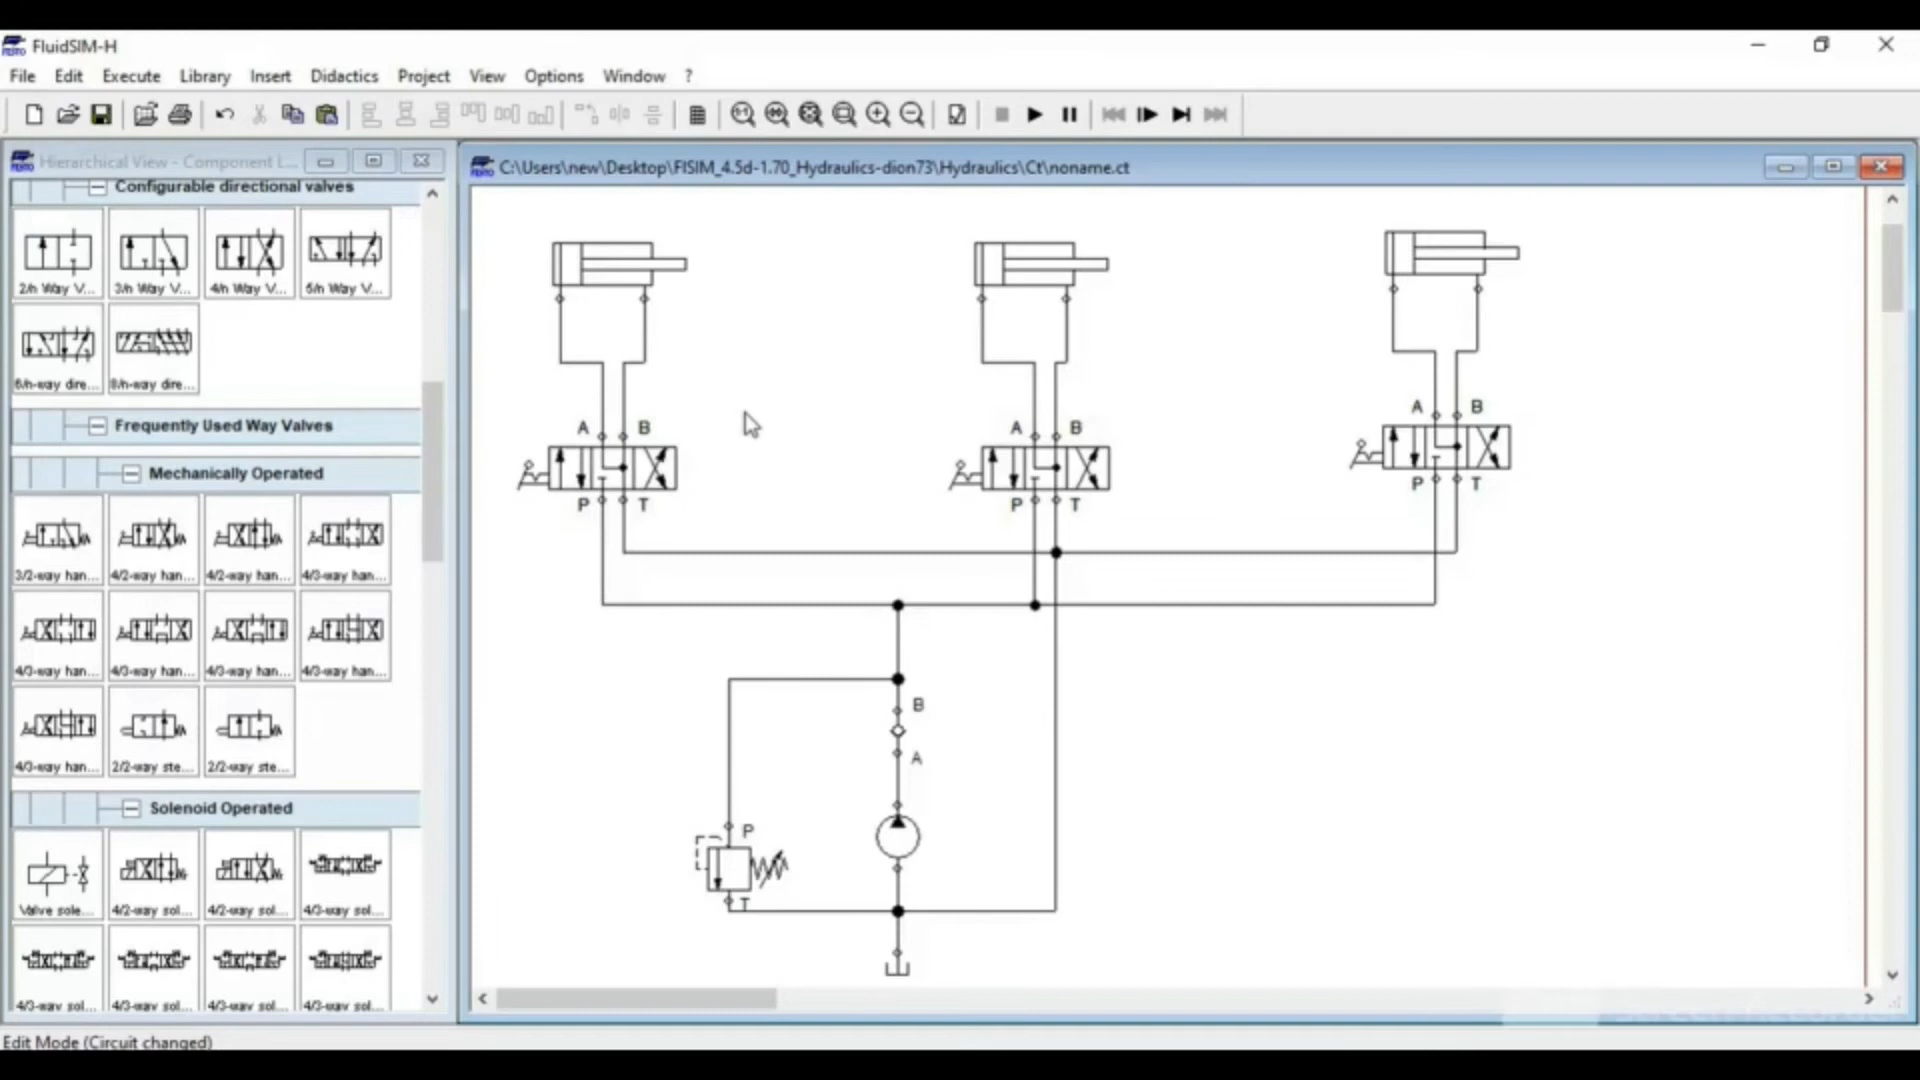 FluidSIM-H
File Edit Execute Library Insert Didactics Project View Options Window ?
Hierarchical View - Component L...
C:\Users\new\Desktop\FISIM_4.5d-1.70_Hydraulics-dion73\Hydraulics\Ct\noname.ct
Configurable directional valves
2/n Way V... 3/n Way V... 4/n Way V... 5/n Way V...
6/n-way dire... 8/n-way dire...
Frequently Used Way Valves
Mechanically Operated
3/2-way han... 4/2-way han... 4/2-way han... 4/3-way han...
4/3-way han... 4/3-way han... 4/3-way han... 4/3-way han...
4/3-way han... 2/2-way ste... 2/2-way ste...
Solenoid Operated
Valve sole... 4/2-way sol... 4/2-way sol... 4/3-way sol...
4/3-way sol... 4/3-way sol... 4/3-way sol... 4/3-way sol...
A B
A B
A B
P T
P T
P T
B
A
P
T
Edit Mode (Circuit changed)